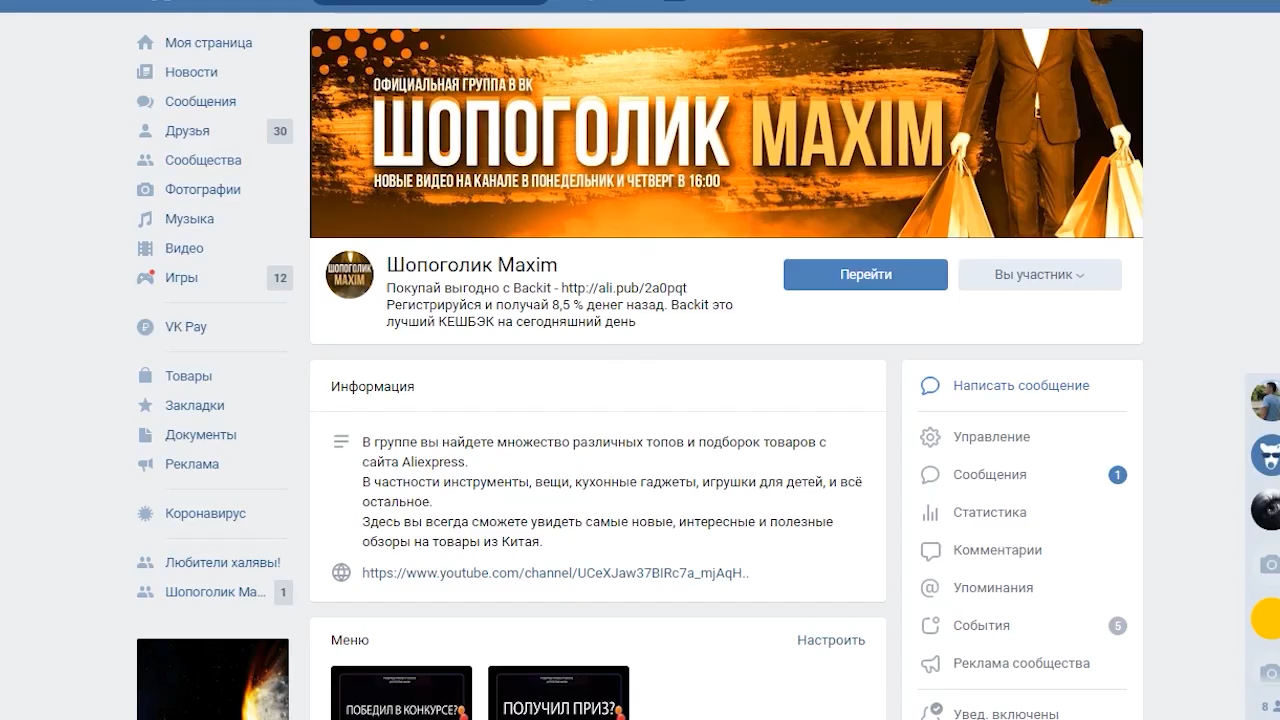 Моя страница
Новости
Сообщения
Друзья
30
Сообщества
Фотографии
Музыка
Видео
Игры
12
VK Pay
Товары
Закладки
Документы
Реклама
Коронавирус
Любители халявы!
Шопоголик Ма...
1
ОФИЦИАЛЬНАЯ ГРУППА В ВК
ШОПОГОЛИК MAXIM
НОВЫЕ ВИДЕО НА КАНАЛЕ В ПОНЕДЕЛЬНИК И ЧЕТВЕРГ В 16:00
ШОПОГОЛИК
MAXIM
Шопоголик Maxim
Покупай выгодно с Backit - http://ali.pub/2a0pqt
Регистрируйся и получай 8,5 % денег назад. Backit это
лучший КЕШБЭК на сегодняшний день
Перейти
Вы участник
Информация
В группе вы найдете множество различных топов и подборок товаров с
сайта Aliexpress.
В частности инструменты, вещи, кухонные гаджеты, игрушки для детей, и всё
остальное.
Здесь вы всегда сможете увидеть самые новые, интересные и полезные
обзоры на товары из Китая.
https://www.youtube.com/channel/UCeXJaw37BIRc7a_mjAqH..
Меню
Настроить
ПОБЕДИЛ В КОНКУРСЕ?
ПОЛУЧИЛ ПРИЗ?
Написать сообщение
Управление
Сообщения
1
Статистика
Комментарии
Упоминания
События
5
Реклама сообщества
Увед. включены
8